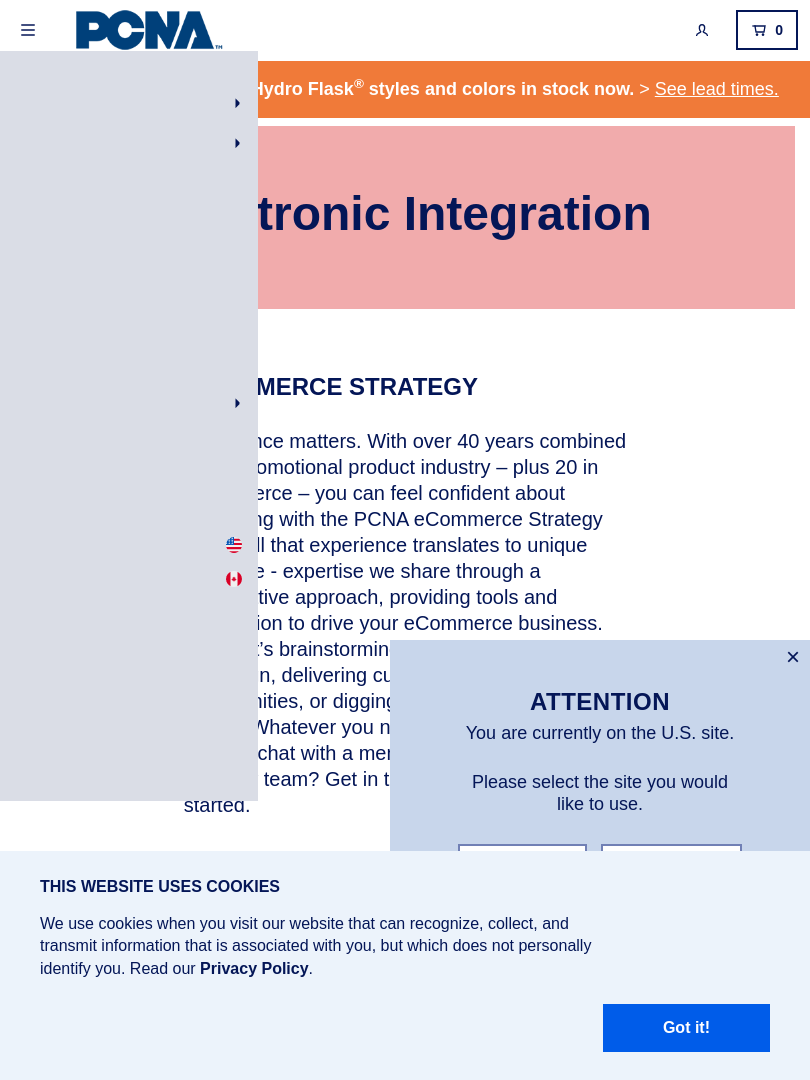 PCNA™
0
Hydro Flask® styles and colors in stock now. > See lead times.
tronic Integration
MERCE STRATEGY
nce matters. With over 40 years combined
omotional product industry – plus 20 in
erce – you can feel confident about
ng with the PCNA eCommerce Strategy
ll that experience translates to unique
e - expertise we share through a
tive approach, providing tools and
ion to drive your eCommerce business.
t’s brainstorming
n, delivering cu
nities, or digging
Whatever you n
chat with a mem
team? Get in t
started.
×
ATTENTION
You are currently on the U.S. site.
Please select the site you would
like to use.
THIS WEBSITE USES COOKIES
We use cookies when you visit our website that can recognize, collect, and
transmit information that is associated with you, but which does not personally
identify you. Read our Privacy Policy.
Got it!